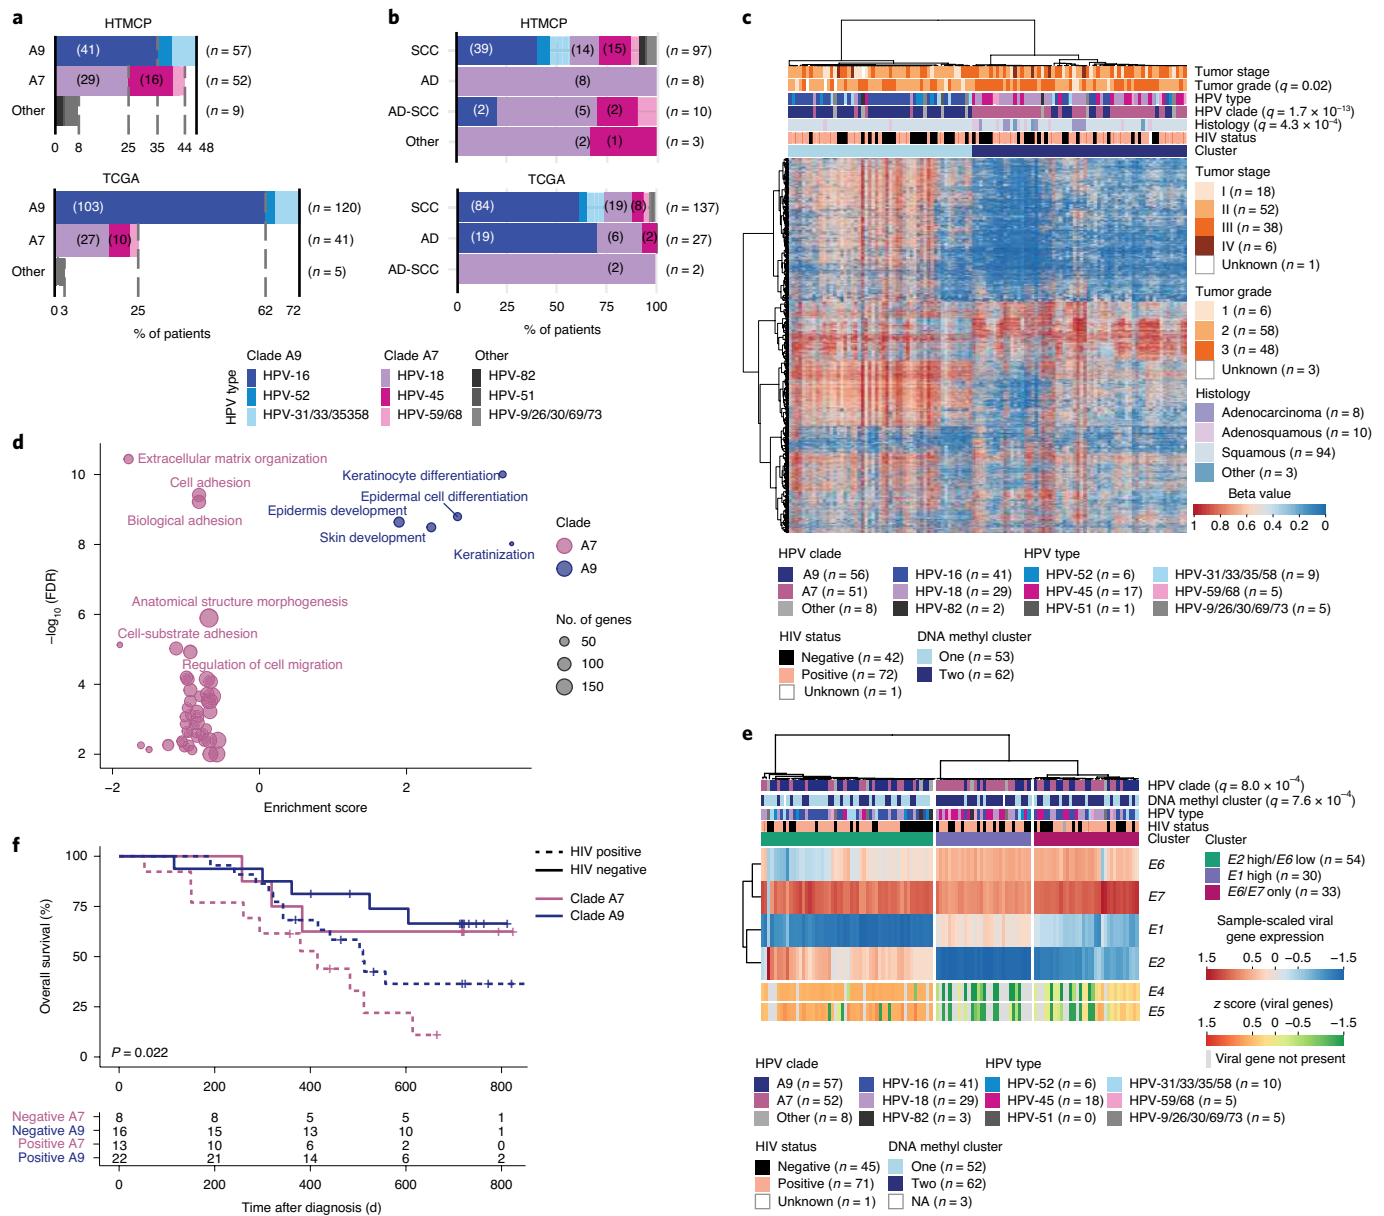 a
HTMCP
A9
(41)
(n = 57)
A7
(29)
(16)
(n = 52)
Other
(n = 9)
0 8 25 35 44 48
TCGA
A9
(103)
(n = 120)
A7
(27)
(10)
(n = 41)
Other
(n = 5)
0 3 25 62 72
% of patients
b
HTMCP
SCC
(39)
(14)
(15)
(n = 97)
AD
(8)
(n = 8)
AD-SCC
(2)
(5)
(2)
(n = 10)
Other
(2)
(1)
(n = 3)
TCGA
SCC
(84)
(19)
(8)
(n = 137)
AD
(19)
(6)
(2)
(n = 27)
AD-SCC
(2)
(n = 2)
0 25 50 75 100
% of patients
HPV type
Clade A9
HPV-16
HPV-52
HPV-31/33/35358
Clade A7
HPV-18
HPV-45
HPV-59/68
Other
HPV-82
HPV-51
HPV-9/26/30/69/73
c
Tumor stage
Tumor grade (q = 0.02)
HPV type
HPV clade (q = 1.7 × 10⁻¹³)
Histology (q = 4.3 × 10⁻⁴)
HIV status
Cluster
Tumor stage
I (n = 18)
II (n = 52)
III (n = 38)
IV (n = 6)
Unknown (n = 1)
Tumor grade
1 (n = 6)
2 (n = 58)
3 (n = 48)
Unknown (n = 3)
Histology
Adenocarcinoma (n = 8)
Adenosquamous (n = 10)
Squamous (n = 94)
Other (n = 3)
Beta value
1 0.8 0.6 0.4 0.2 0
HPV clade
A9 (n = 56)
A7 (n = 51)
Other (n = 8)
HPV type
HPV-16 (n = 41)
HPV-18 (n = 29)
HPV-82 (n = 2)
HPV-52 (n = 6)
HPV-45 (n = 17)
HPV-51 (n = 1)
HPV-31/33/35/58 (n = 9)
HPV-59/68 (n = 5)
HPV-9/26/30/69/73 (n = 5)
HIV status
Negative (n = 42)
Positive (n = 72)
Unknown (n = 1)
DNA methyl cluster
One (n = 53)
Two (n = 62)
d
−log₁₀ (FDR)
10
8
6
4
2
Extracellular matrix organization
Cell adhesion
Biological adhesion
Keratinocyte differentiation
Epidermal cell differentiation
Epidermis development
Skin development
Keratinization
Anatomical structure morphogenesis
Cell-substrate adhesion
Regulation of cell migration
−2 0 2
Enrichment score
Clade
A7
A9
No. of genes
50
100
150
e
HPV clade (q = 8.0 × 10⁻⁴)
DNA methyl cluster (q = 7.6 × 10⁻⁴)
HPV type
HIV status
Cluster
E6
E7
E1
E2
E4
E5
Cluster
E2 high/E6 low (n = 54)
E1 high (n = 30)
E6/E7 only (n = 33)
Sample-scaled viral
gene expression
1.5 0.5 0 −0.5 −1.5
z score (viral genes)
1.5 0.5 0 −0.5 −1.5
Viral gene not present
HPV clade
A9 (n = 57)
A7 (n = 52)
Other (n = 8)
HPV type
HPV-16 (n = 41)
HPV-18 (n = 29)
HPV-82 (n = 3)
HPV-52 (n = 6)
HPV-45 (n = 18)
HPV-51 (n = 0)
HPV-31/33/35/58 (n = 10)
HPV-59/68 (n = 5)
HPV-9/26/30/69/73 (n = 5)
HIV status
Negative (n = 45)
Positive (n = 71)
Unknown (n = 1)
DNA methyl cluster
One (n = 52)
Two (n = 62)
NA (n = 3)
f
Overall survival (%)
100
75
50
25
0
P = 0.022
HIV positive
HIV negative
Clade A7
Clade A9
0 200 400 600 800
Negative A7 8 8 5 5 1
Negative A9 16 15 13 10 1
Positive A7 13 10 6 2 0
Positive A9 22 21 14 6 2
0 200 400 600 800
Time after diagnosis (d)